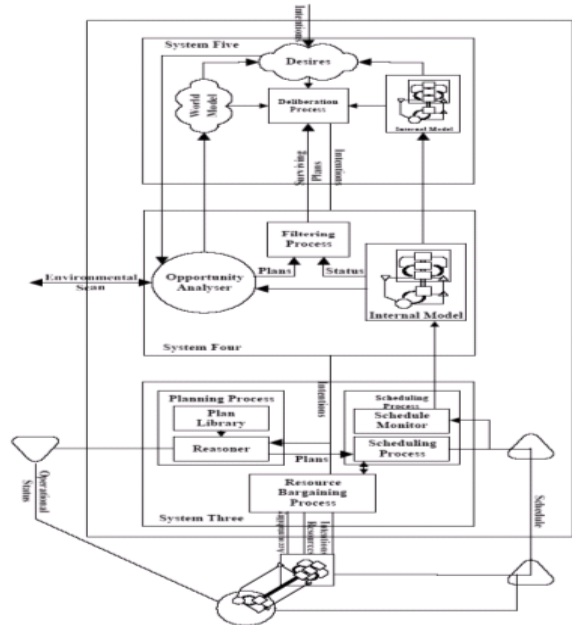 Intentions
System Five
Desires
World
Model
Deliberation
Process
Internal Model
Surviving
Plans
Intentions
Filtering
Process
Environmental
Scan
Opportunity
Analyser
Plans
Status
Internal Model
System Four
Intentions
Planning Process
Plan
Library
Reasoner
Plans
Scheduling
Process
Schedule
Monitor
Scheduling
Process
Resource
Bargaining
Process
System Three
Operational
Status
Schedule
Intentions
Resources